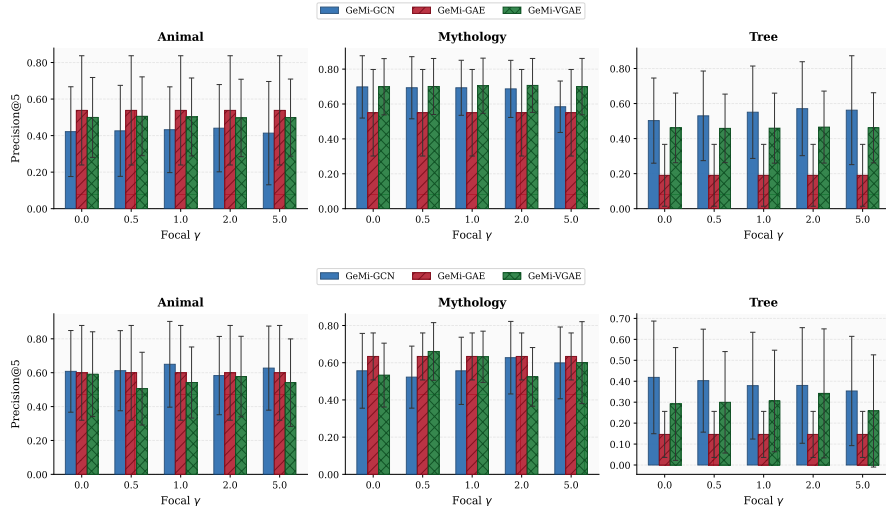 GeMi-GCN GeMi-GAE GeMi-VGAE
Animal Mythology Tree
Precision@5
0.80 0.80 0.80
0.60 0.60 0.60
0.40 0.40 0.40
0.20 0.20 0.20
0.00 0.00 0.00
0.0 0.5 1.0 2.0 5.0 0.0 0.5 1.0 2.0 5.0 0.0 0.5 1.0 2.0 5.0
Focal γ Focal γ Focal γ
GeMi-GCN GeMi-GAE GeMi-VGAE
Animal Mythology Tree
Precision@5
0.70
0.80 0.80 0.60
0.60 0.60 0.50
0.40
0.40 0.40 0.30
0.20 0.20 0.20
0.10
0.00 0.00 0.00
0.0 0.5 1.0 2.0 5.0 0.0 0.5 1.0 2.0 5.0 0.0 0.5 1.0 2.0 5.0
Focal γ Focal γ Focal γ